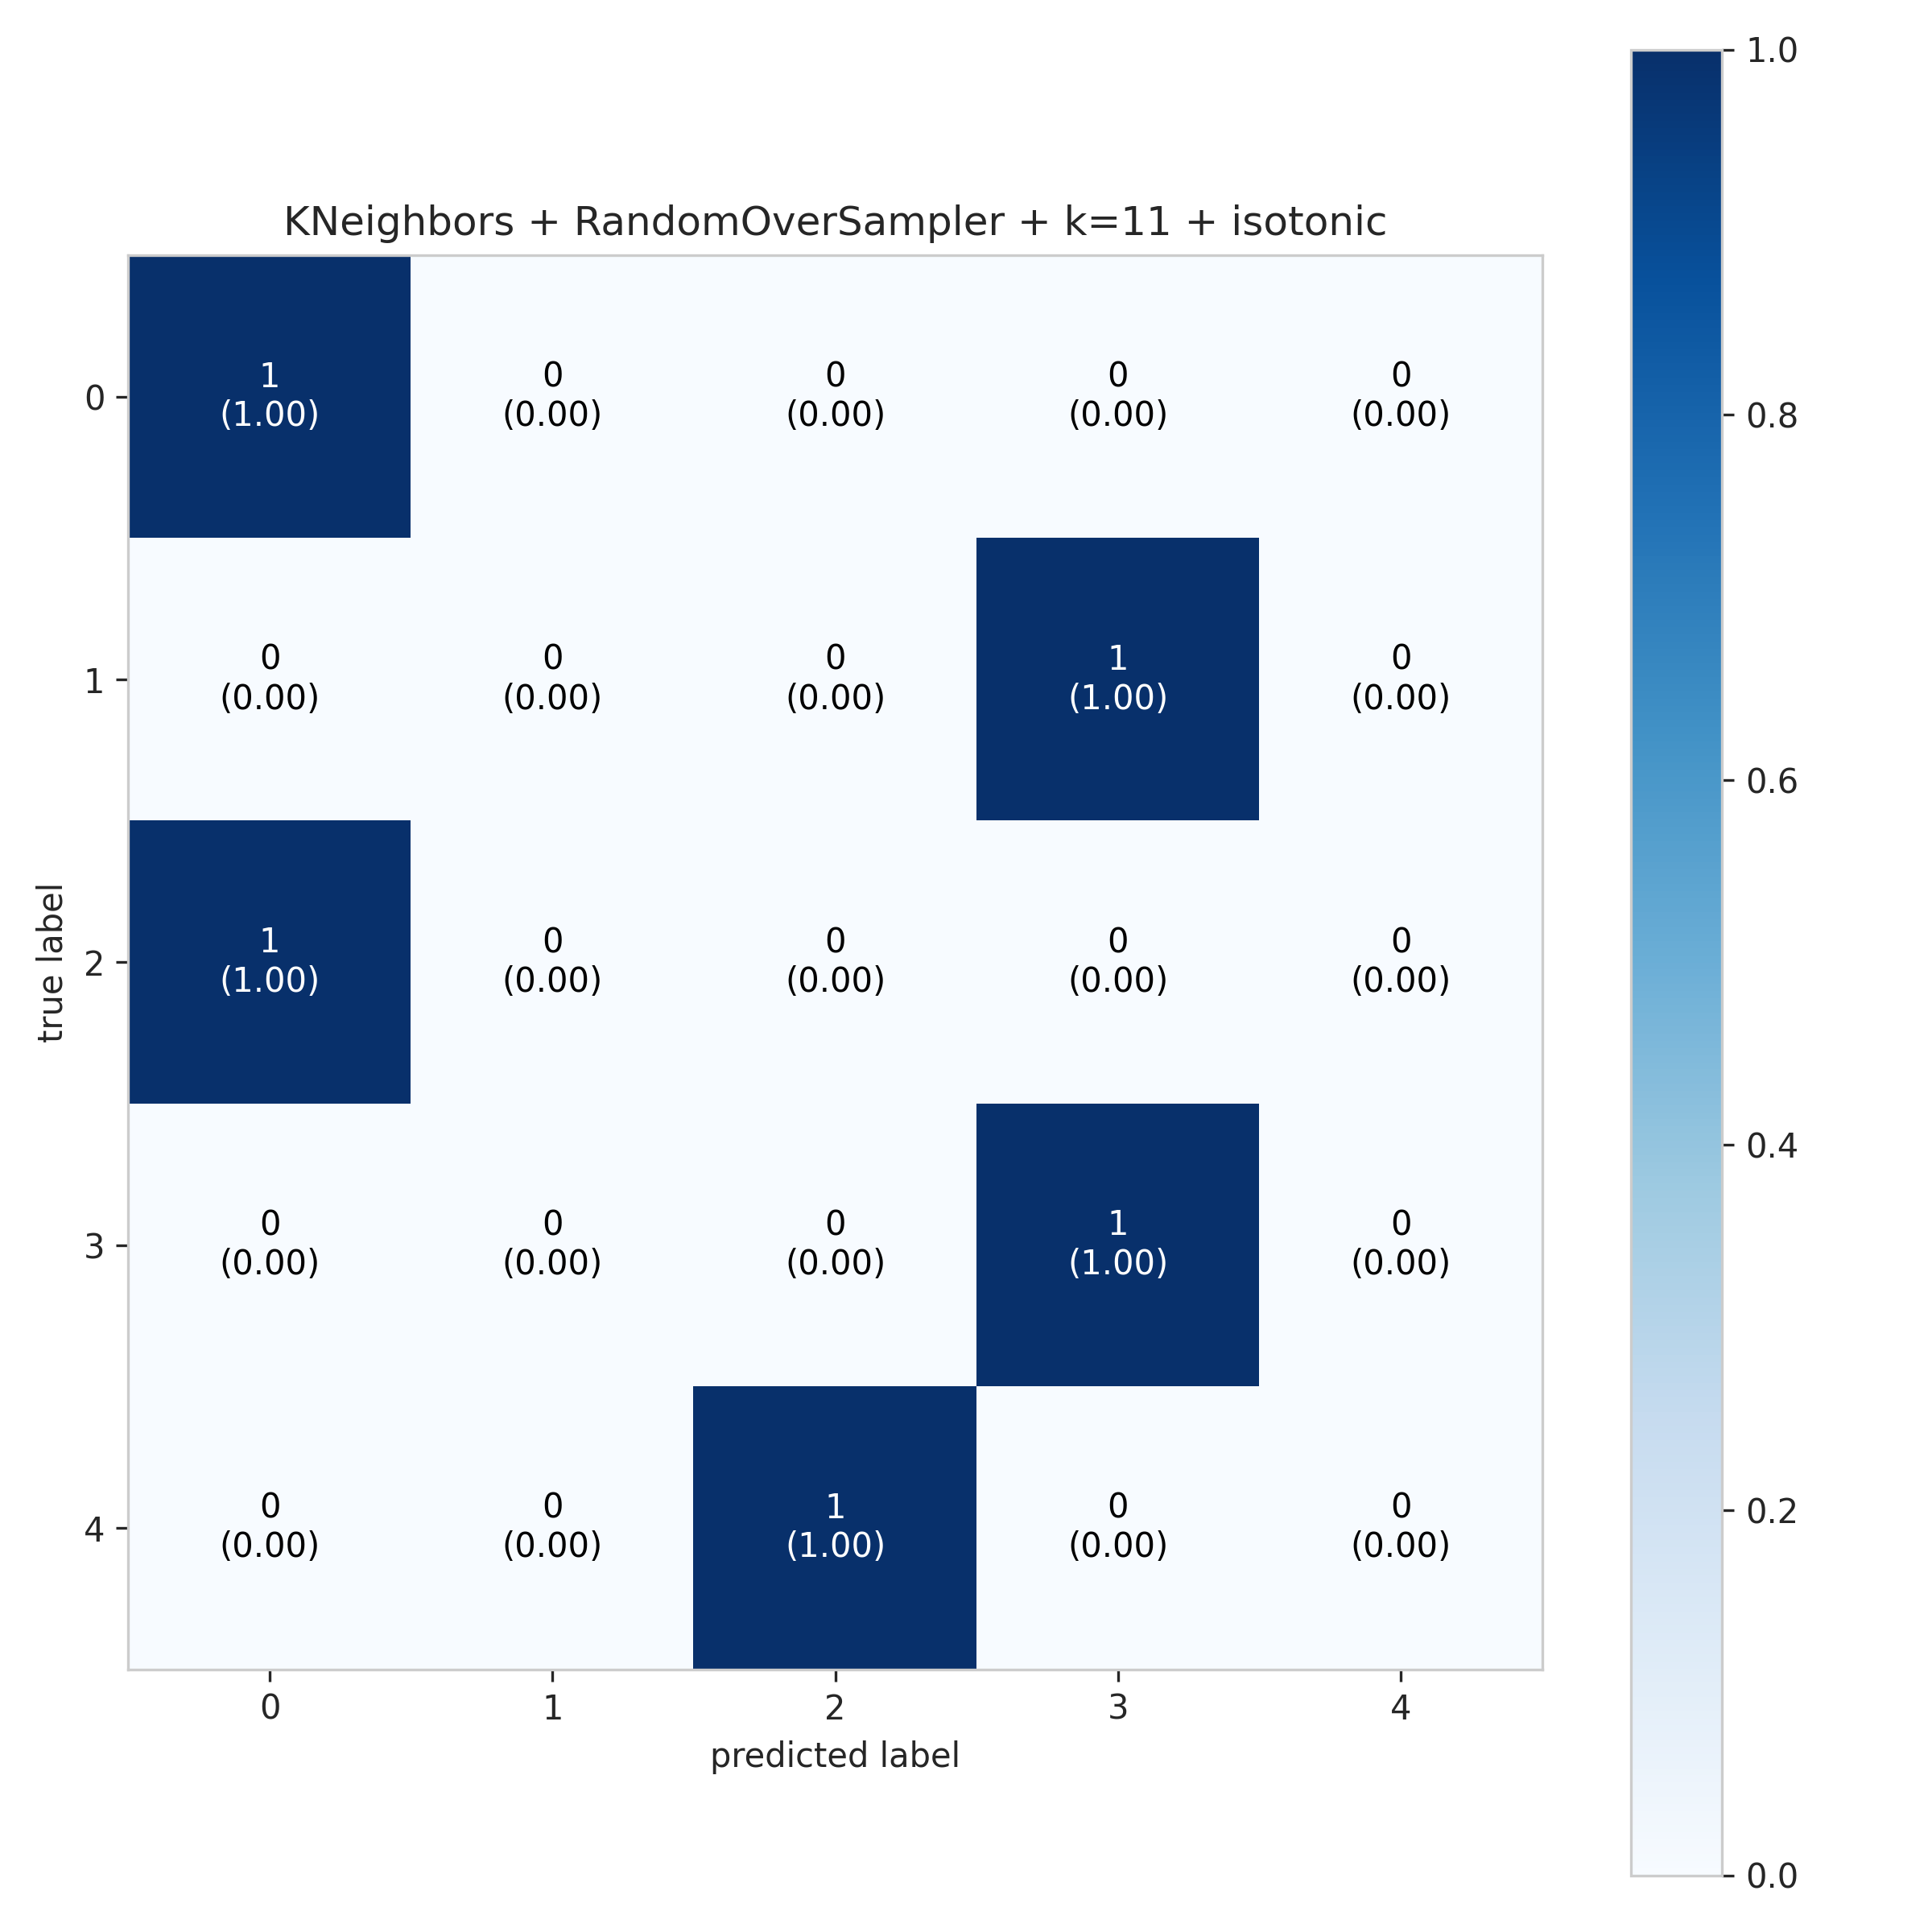 KNeighbors + RandomOverSampler + k=11 + isotonic
1.0
0.8
0.6
0.4
0.2
0.0
true label
0
1 0 0 0 0
(1.00) (0.00) (0.00) (0.00) (0.00)
1
0 0 0 1 0
(0.00) (0.00) (0.00) (1.00) (0.00)
2
1 0 0 0 0
(1.00) (0.00) (0.00) (0.00) (0.00)
3
0 0 0 1 0
(0.00) (0.00) (0.00) (1.00) (0.00)
4
0 0 1 0 0
(0.00) (0.00) (1.00) (0.00) (0.00)
0 1 2 3 4
predicted label